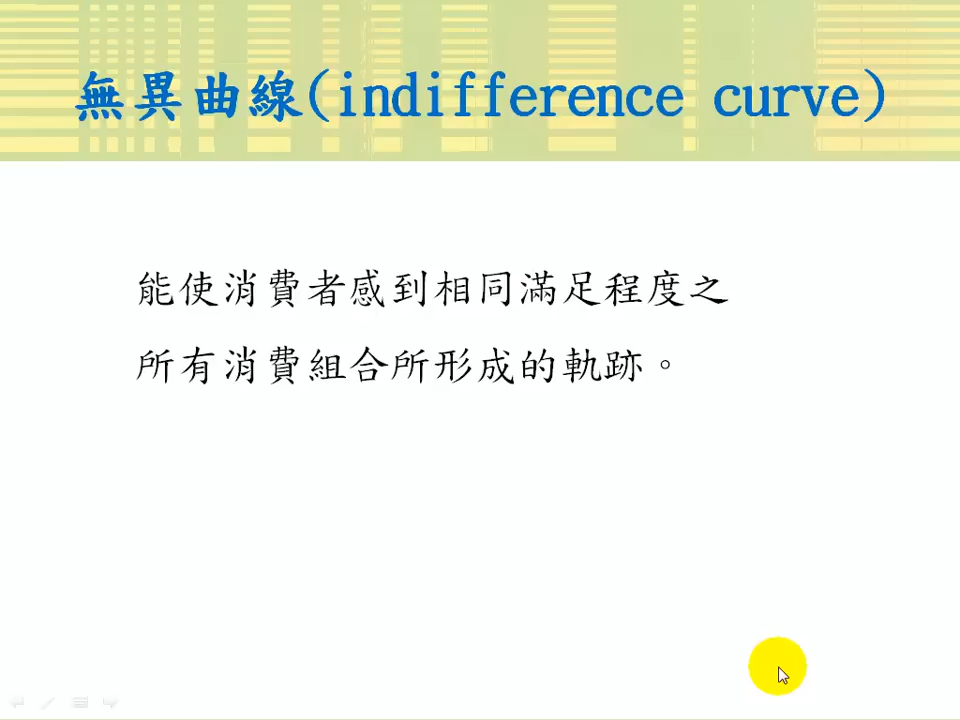 無異曲線(indifference curve)
能使消費者感到相同滿足程度之
所有消費組合所形成的軌跡。